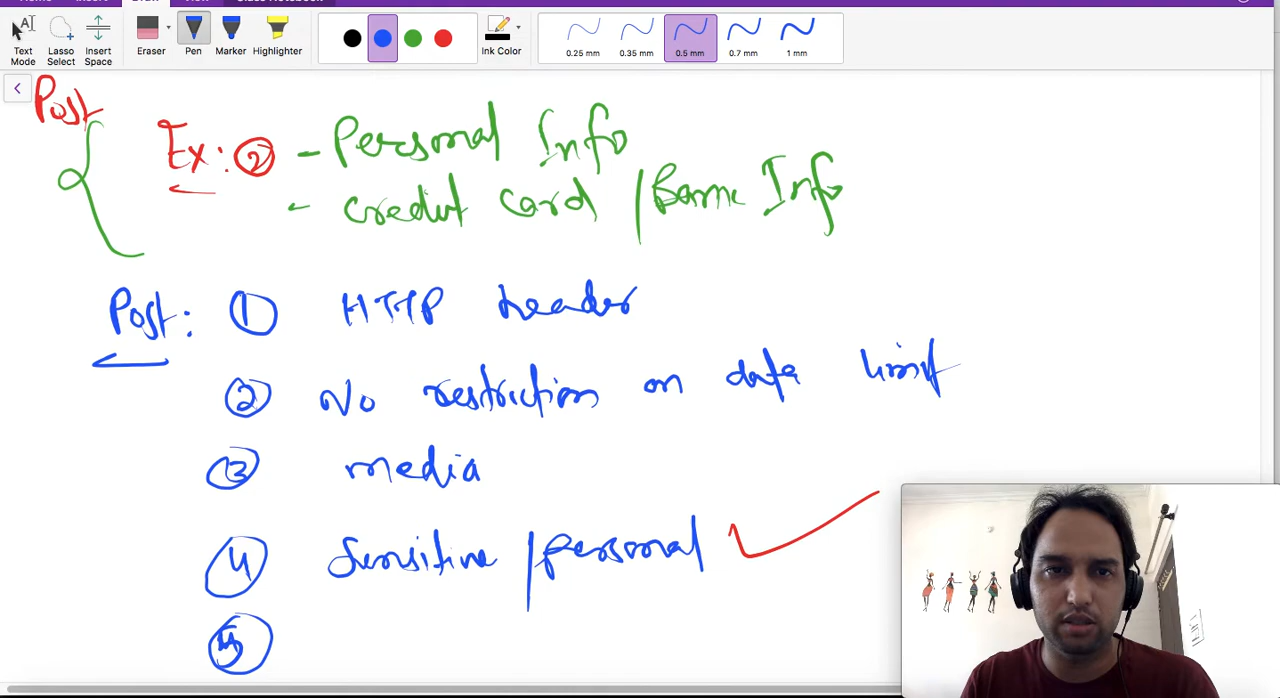 Text Mode
Lasso Select
Insert Space
Eraser
Pen
Marker
Highlighter
Ink Color
0.25 mm
0.35 mm
0.5 mm
0.7 mm
1 mm
Post
Ex: ② - Personal Info
- Credit Card / Bank Info
Post: ① HTTP header
② No restriction on data limit
③ media
④ Sensitive / personal
⑤